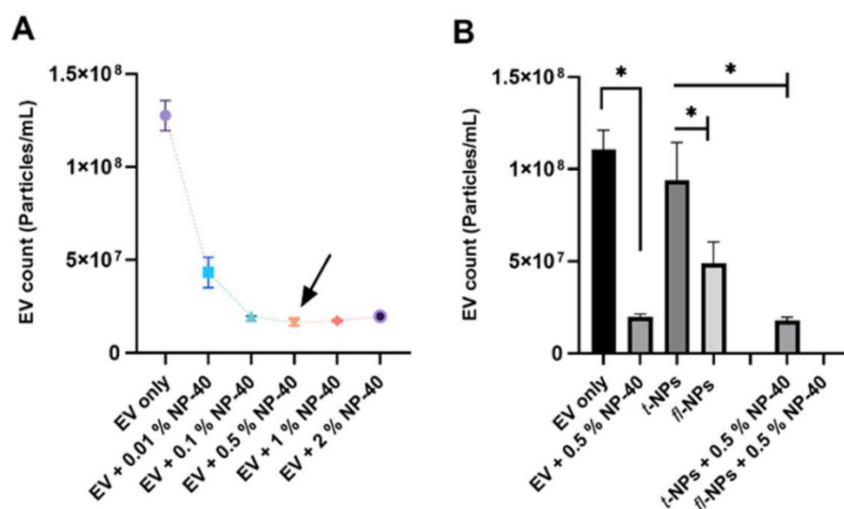 A
EV count (Particles/mL)
1.5×10⁸
1×10⁸
5×10⁷
0
EV only
EV + 0.01 % NP-40
EV + 0.1 % NP-40
EV + 0.5 % NP-40
EV + 1 % NP-40
EV + 2 % NP-40
B
EV count (Particles/mL)
1.5×10⁸
1×10⁸
5×10⁷
0
*
*
*
EV only
EV + 0.5 % NP-40
t-NPs
fl-NPs
t-NPs + 0.5 % NP-40
fl-NPs + 0.5 % NP-40